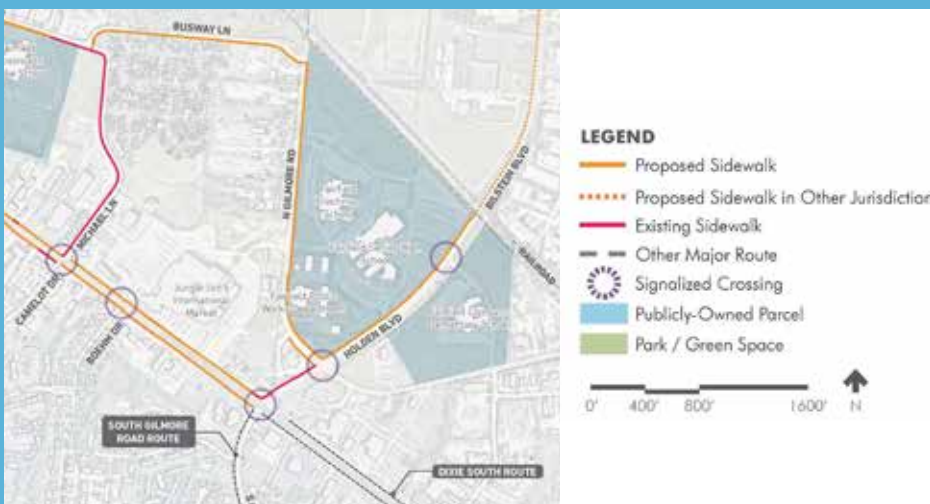 BUSWAY LN
N GILMORE RD
BILSTEIN BLVD
MICHAEL LN
RAILROAD
CAMELOT DR
Jungle Jim's
International
Market
BOEHM DR
HOLDEN BLVD
SOUTH GILMORE
ROAD ROUTE
DIXIE SOUTH ROUTE
LEGEND
Proposed Sidewalk
Proposed Sidewalk in Other Jurisdiction
Existing Sidewalk
Other Major Route
Signalized Crossing
Publicly-Owned Parcel
Park / Green Space
0' 400' 800' 1600' N